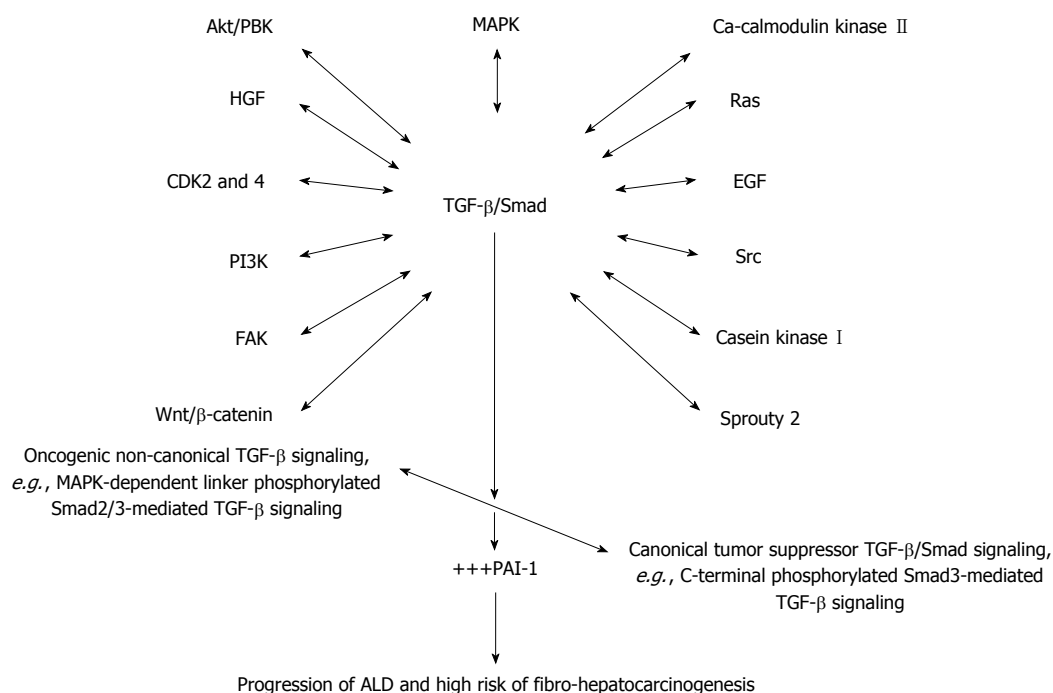 Akt/PBK
MAPK
Ca-calmodulin kinase Ⅱ
HGF
Ras
CDK2 and 4
EGF
TGF-β/Smad
PI3K
Src
FAK
Casein kinase Ⅰ
Wnt/β-catenin
Sprouty 2
Oncogenic non-canonical TGF-β signaling,
e.g., MAPK-dependent linker phosphorylated
Smad2/3-mediated TGF-β signaling
Canonical tumor suppressor TGF-β/Smad signaling,
e.g., C-terminal phosphorylated Smad3-mediated
TGF-β signaling
+++PAI-1
Progression of ALD and high risk of fibro-hepatocarcinogenesis